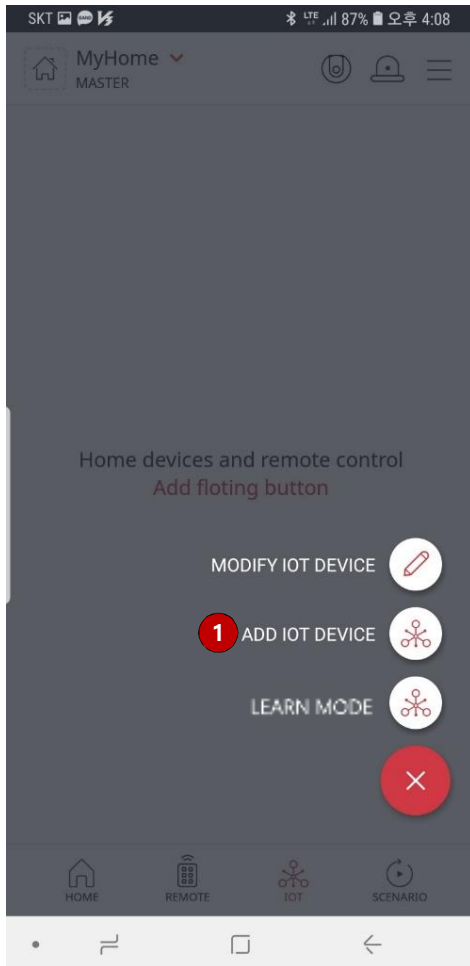 SKT 87% 오후 4:08
MyHome
MASTER
Home devices and remote control
Add floting button
MODIFY IOT DEVICE
1 ADD IOT DEVICE
LEARN MODE
HOME REMOTE IOT SCENARIO